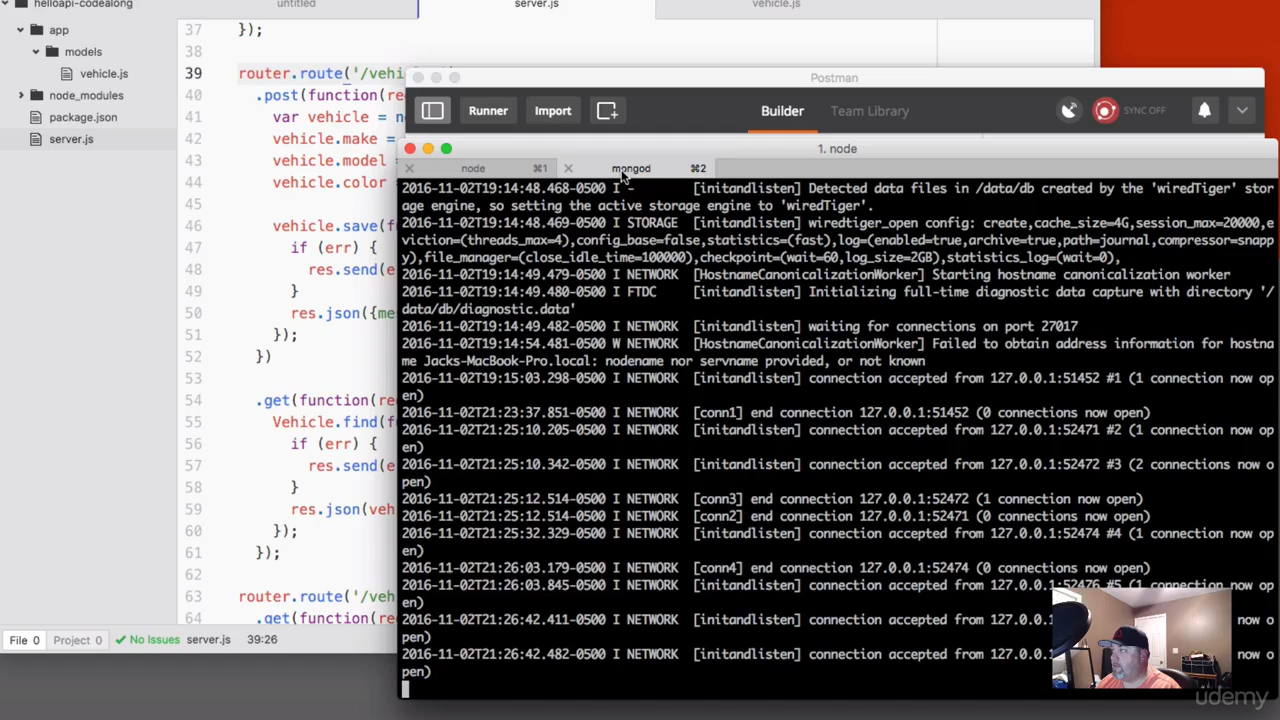 helloapi-codealong
untitled
server.js
vehicle.js
app
models
vehicle.js
node_modules
package.json
server.js
37 });
38
39 router.route('/vehi
40 .post(function(re
41 var vehicle = n
42 vehicle.make =
43 vehicle.model
44 vehicle.color
45
46 vehicle.save(f
47 if (err) {
48 res.send(e
49 }
50 res.json({me
51 });
52 })
53
54 .get(function(re
55 Vehicle.find(f
56 if (err) {
57 res.send(e
58 }
59 res.json(veh
60 });
61 });
62
63 router.route('/veh
64 .get(function(re
File 0 Project 0 No Issues server.js 39:26
Postman
Runner Import Builder Team Library SYNC OFF
1. node
node ⌘1 mongod ⌘2
2016-11-02T19:14:48.468-0500 I - [initandlisten] Detected data files in /data/db created by the 'wiredTiger' stor
age engine, so setting the active storage engine to 'wiredTiger'.
2016-11-02T19:14:48.469-0500 I STORAGE [initandlisten] wiredtiger_open config: create,cache_size=4G,session_max=20000,e
viction=(threads_max=4),config_base=false,statistics=(fast),log=(enabled=true,archive=true,path=journal,compressor=snapp
y),file_manager=(close_idle_time=100000),checkpoint=(wait=60,log_size=2GB),statistics_log=(wait=0),
2016-11-02T19:14:49.479-0500 I NETWORK [HostnameCanonicalizationWorker] Starting hostname canonicalization worker
2016-11-02T19:14:49.480-0500 I FTDC [initandlisten] Initializing full-time diagnostic data capture with directory '/
data/db/diagnostic.data'
2016-11-02T19:14:49.482-0500 I NETWORK [initandlisten] waiting for connections on port 27017
2016-11-02T19:14:54.481-0500 W NETWORK [HostnameCanonicalizationWorker] Failed to obtain address information for hostna
me Jacks-MacBook-Pro.local: nodename nor servname provided, or not known
2016-11-02T19:15:03.298-0500 I NETWORK [initandlisten] connection accepted from 127.0.0.1:51452 #1 (1 connection now op
en)
2016-11-02T21:23:37.851-0500 I NETWORK [conn1] end connection 127.0.0.1:51452 (0 connections now open)
2016-11-02T21:25:10.205-0500 I NETWORK [initandlisten] connection accepted from 127.0.0.1:52471 #2 (1 connection now op
en)
2016-11-02T21:25:10.342-0500 I NETWORK [initandlisten] connection accepted from 127.0.0.1:52472 #3 (2 connections now o
pen)
2016-11-02T21:25:12.514-0500 I NETWORK [conn3] end connection 127.0.0.1:52472 (1 connection now open)
2016-11-02T21:25:12.514-0500 I NETWORK [conn2] end connection 127.0.0.1:52471 (0 connections now open)
2016-11-02T21:25:32.329-0500 I NETWORK [initandlisten] connection accepted from 127.0.0.1:52474 #4 (1 connection now op
en)
2016-11-02T21:26:03.179-0500 I NETWORK [conn4] end connection 127.0.0.1:52474 (0 connections now open)
2016-11-02T21:26:03.845-0500 I NETWORK [initandlisten] connection accepted from 127.0.0.1:52476 #5 (1 connection now op
en)
2016-11-02T21:26:42.411-0500 I NETWORK [initandlisten] connection accepted from 127.0.0.1 now o
pen)
2016-11-02T21:26:42.482-0500 I NETWORK [initandlisten] connection accepted from 127.0.0.1 now o
pen)
udemy